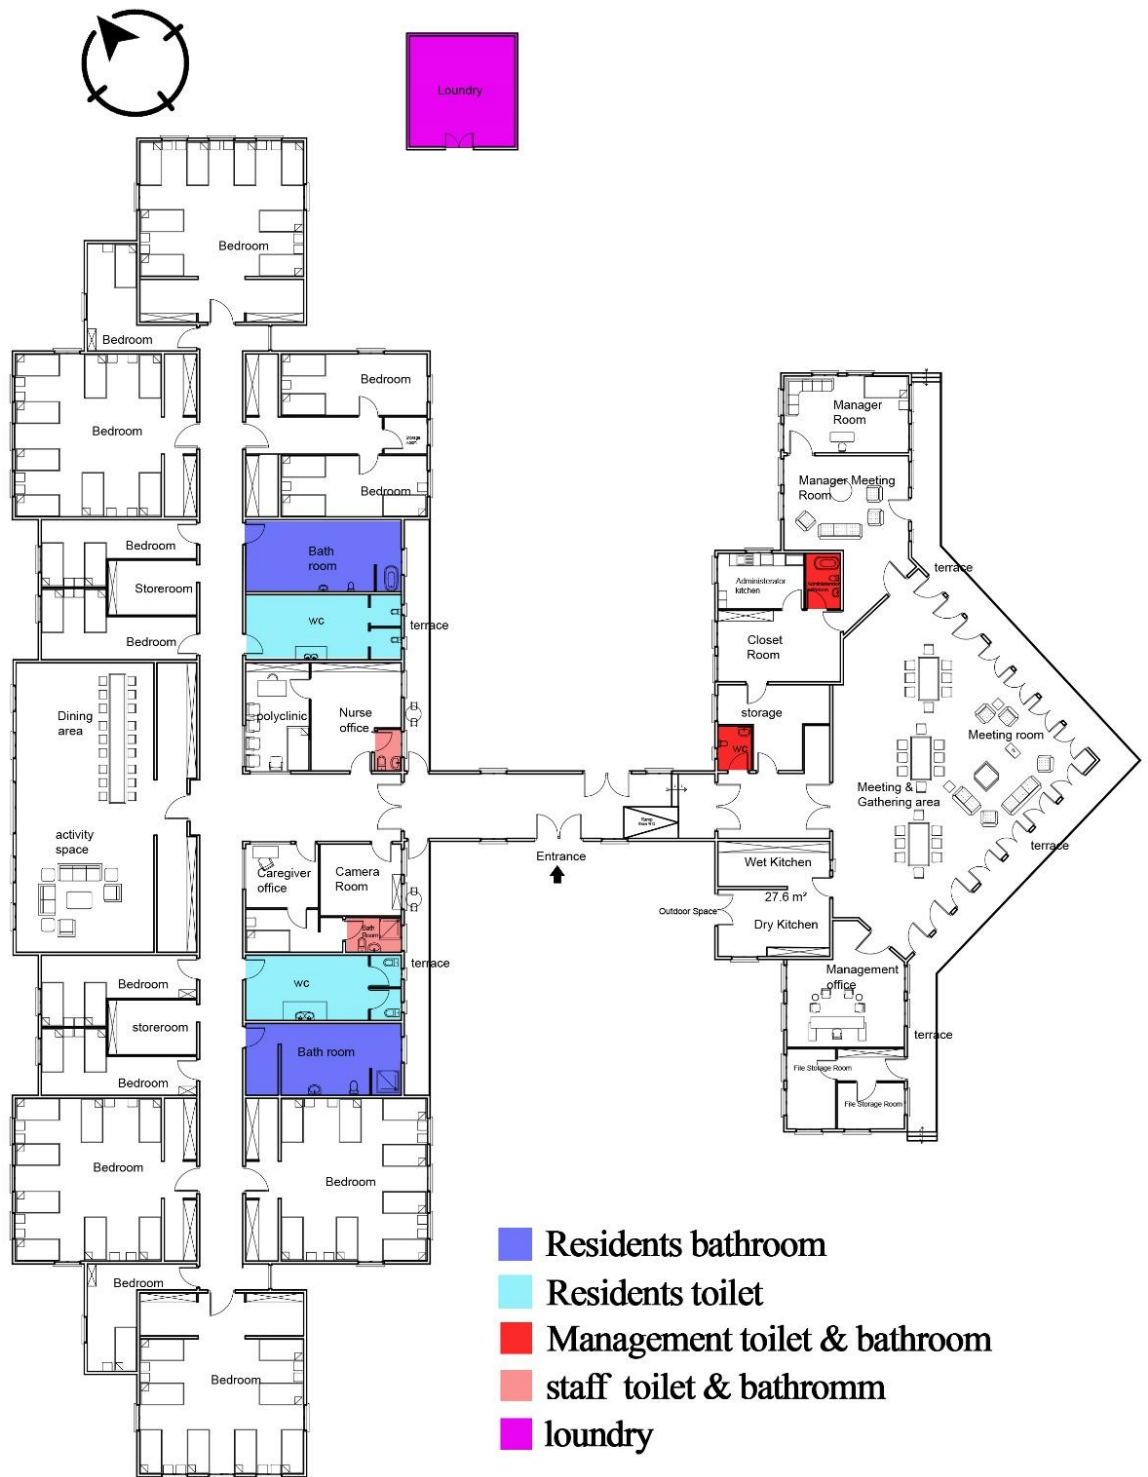 Loundry
Bedroom
Bedroom
Bedroom
Bedroom
Bedroom
Manager
Room
Manager Meeting
Room
Bedroom
Storeroom
Bedroom
Bath
room
wc
terrace
Administerator
kitchen
terrace
Closet
Room
Dining
area
polyclinic
Nurse
office
storage
wc
Meeting room
Meeting &
Gathering area
activity
space
Entrance
Caregiver
office
Camera
Room
Wet Kitchen
27.6 m²
Dry Kitchen
Outdoor Space
terrace
Bath
Room
terrace
Bedroom
wc
storeroom
Bedroom
Bath room
Management
office
terrace
File Storage Room
File Storage Room
Bedroom
Bedroom
Bedroom
Bedroom
Residents bathroom
Residents toilet
Management toilet & bathroom
staff toilet & bathromm
loundry